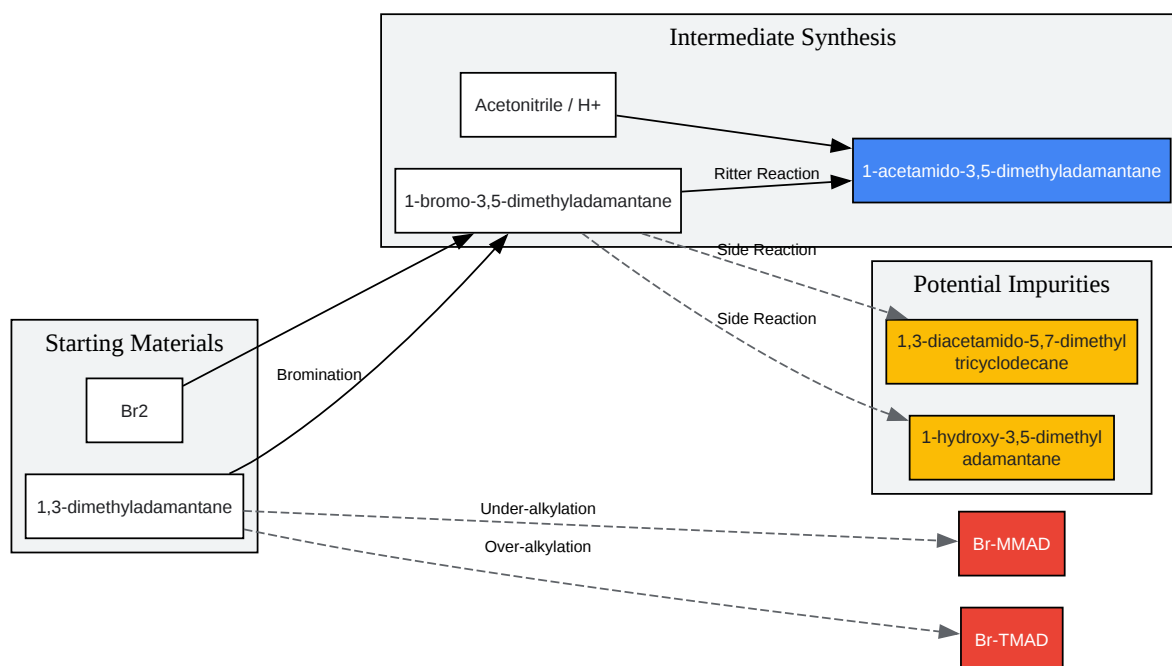 Intermediate Synthesis
Acetonitrile / H+
1-acetamido-3,5-dimethyladamantane
Ritter Reaction
1-bromo-3,5-dimethyladamantane
Side Reaction
Potential Impurities
Side Reaction
1,3-diacetamido-5,7-dimethyl
tricyclodecane
1-hydroxy-3,5-dimethyl
adamantane
Starting Materials
Bromination
Br2
1,3-dimethyladamantane
Under-alkylation
Br-MMAD
Over-alkylation
Br-TMAD